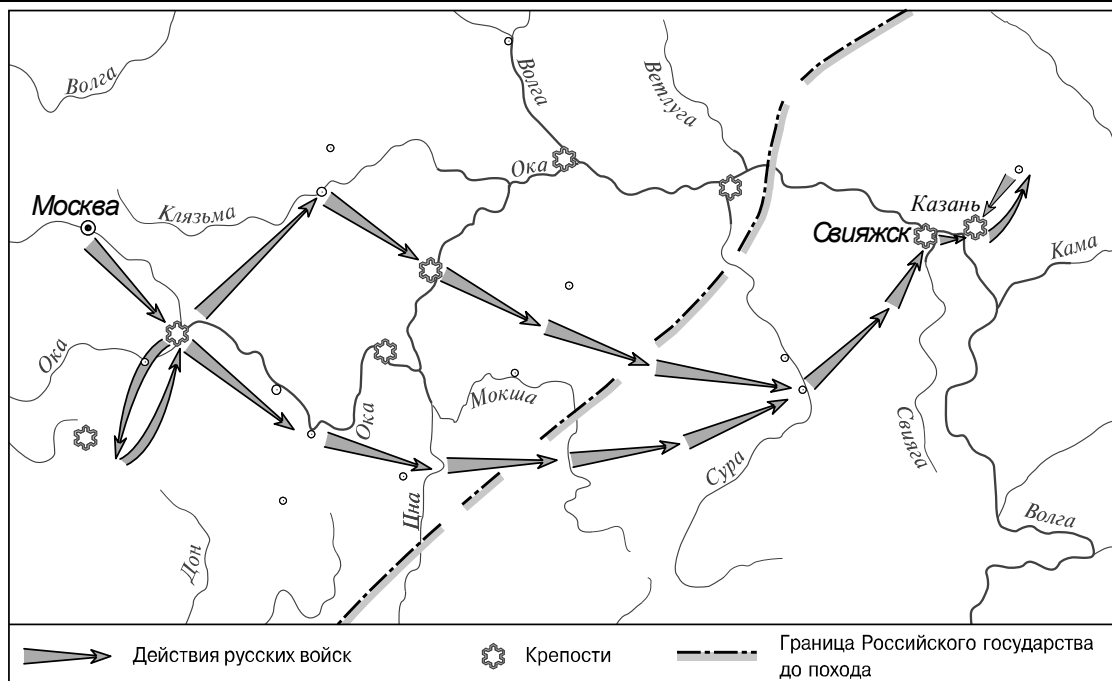 Волга
Волга
Ветлуга
Ока
Москва
Клязьма
Казань
Свияжск
Кама
Ока
Ока
Мокша
Свияга
Сура
Цна
Дон
Волга
Действия русских войск
Крепости
Граница Российского государства
до похода